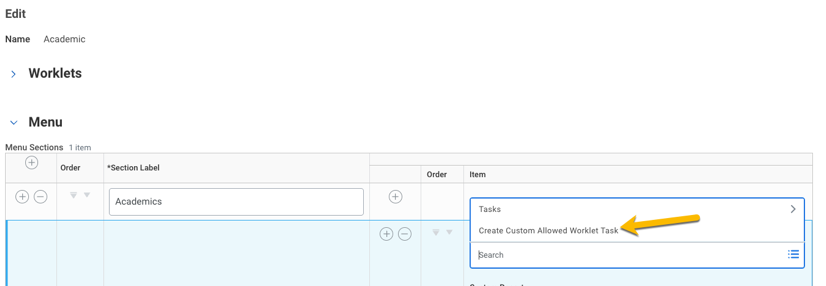 Edit
Name Academic
Worklets
Menu
Menu Sections 1 item
Order *Section Label
Order Item
Academics
Tasks
Create Custom Allowed Worklet Task
Search